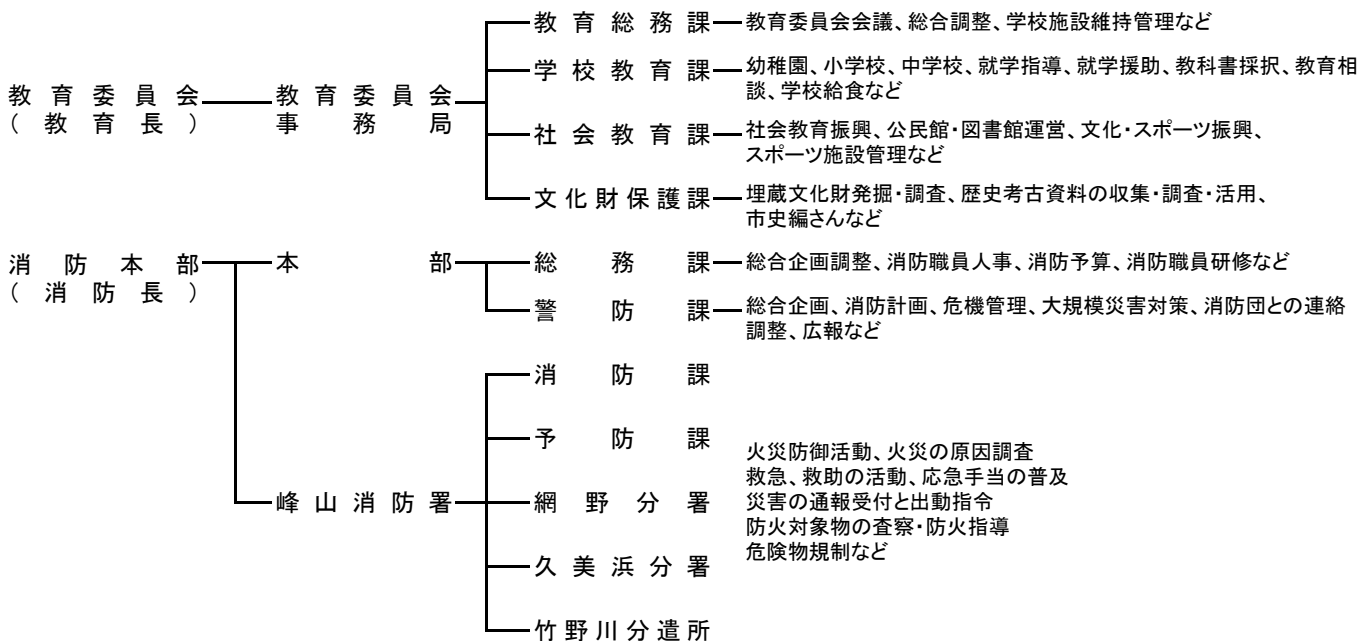 教育総務課 教育委員会会議、総合調整、学校施設維持管理など
学校教育課 幼稚園、小学校、中学校、就学指導、就学援助、教科書採択、教育相
談、学校給食など
教育委員会 教育委員会
(教育長) 事務局
社会教育課 社会教育振興、公民館・図書館運営、文化・スポーツ振興、
スポーツ施設管理など
文化財保護課 埋蔵文化財発掘・調査、歴史考古資料の収集・調査・活用、
市史編さんなど
消防本部 本部 総務課 総合企画調整、消防職員人事、消防予算、消防職員研修など
(消防長)
警防課 総合企画、消防計画、危機管理、大規模災害対策、消防団との連絡
調整、広報など
消防課
予防課
火災防御活動、火災の原因調査
救急、救助の活動、応急手当の普及
峰山消防署 網野分署 災害の通報受付と出動指令
防火対象物の査察・防火指導
危険物規制など
久美浜分署
竹野川分遣所